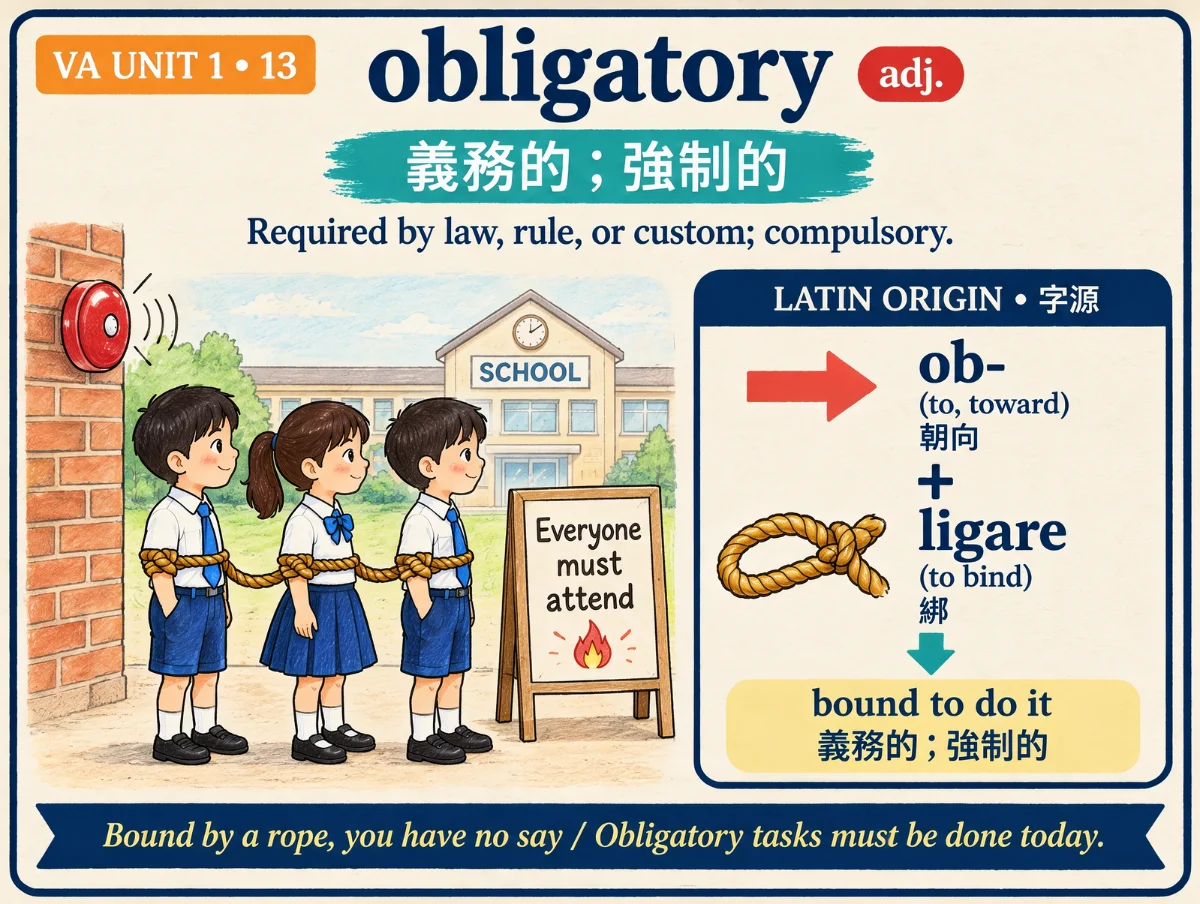 VA UNIT 1 • 13
obligatory
adj.
義務的；強制的
Required by law, rule, or custom; compulsory.
SCHOOL
Everyone
must
attend
LATIN ORIGIN • 字源
ob-
(to, toward)
朝向
+
ligare
(to bind)
綁
bound to do it
義務的；強制的
Bound by a rope, you have no say / Obligatory tasks must be done today.